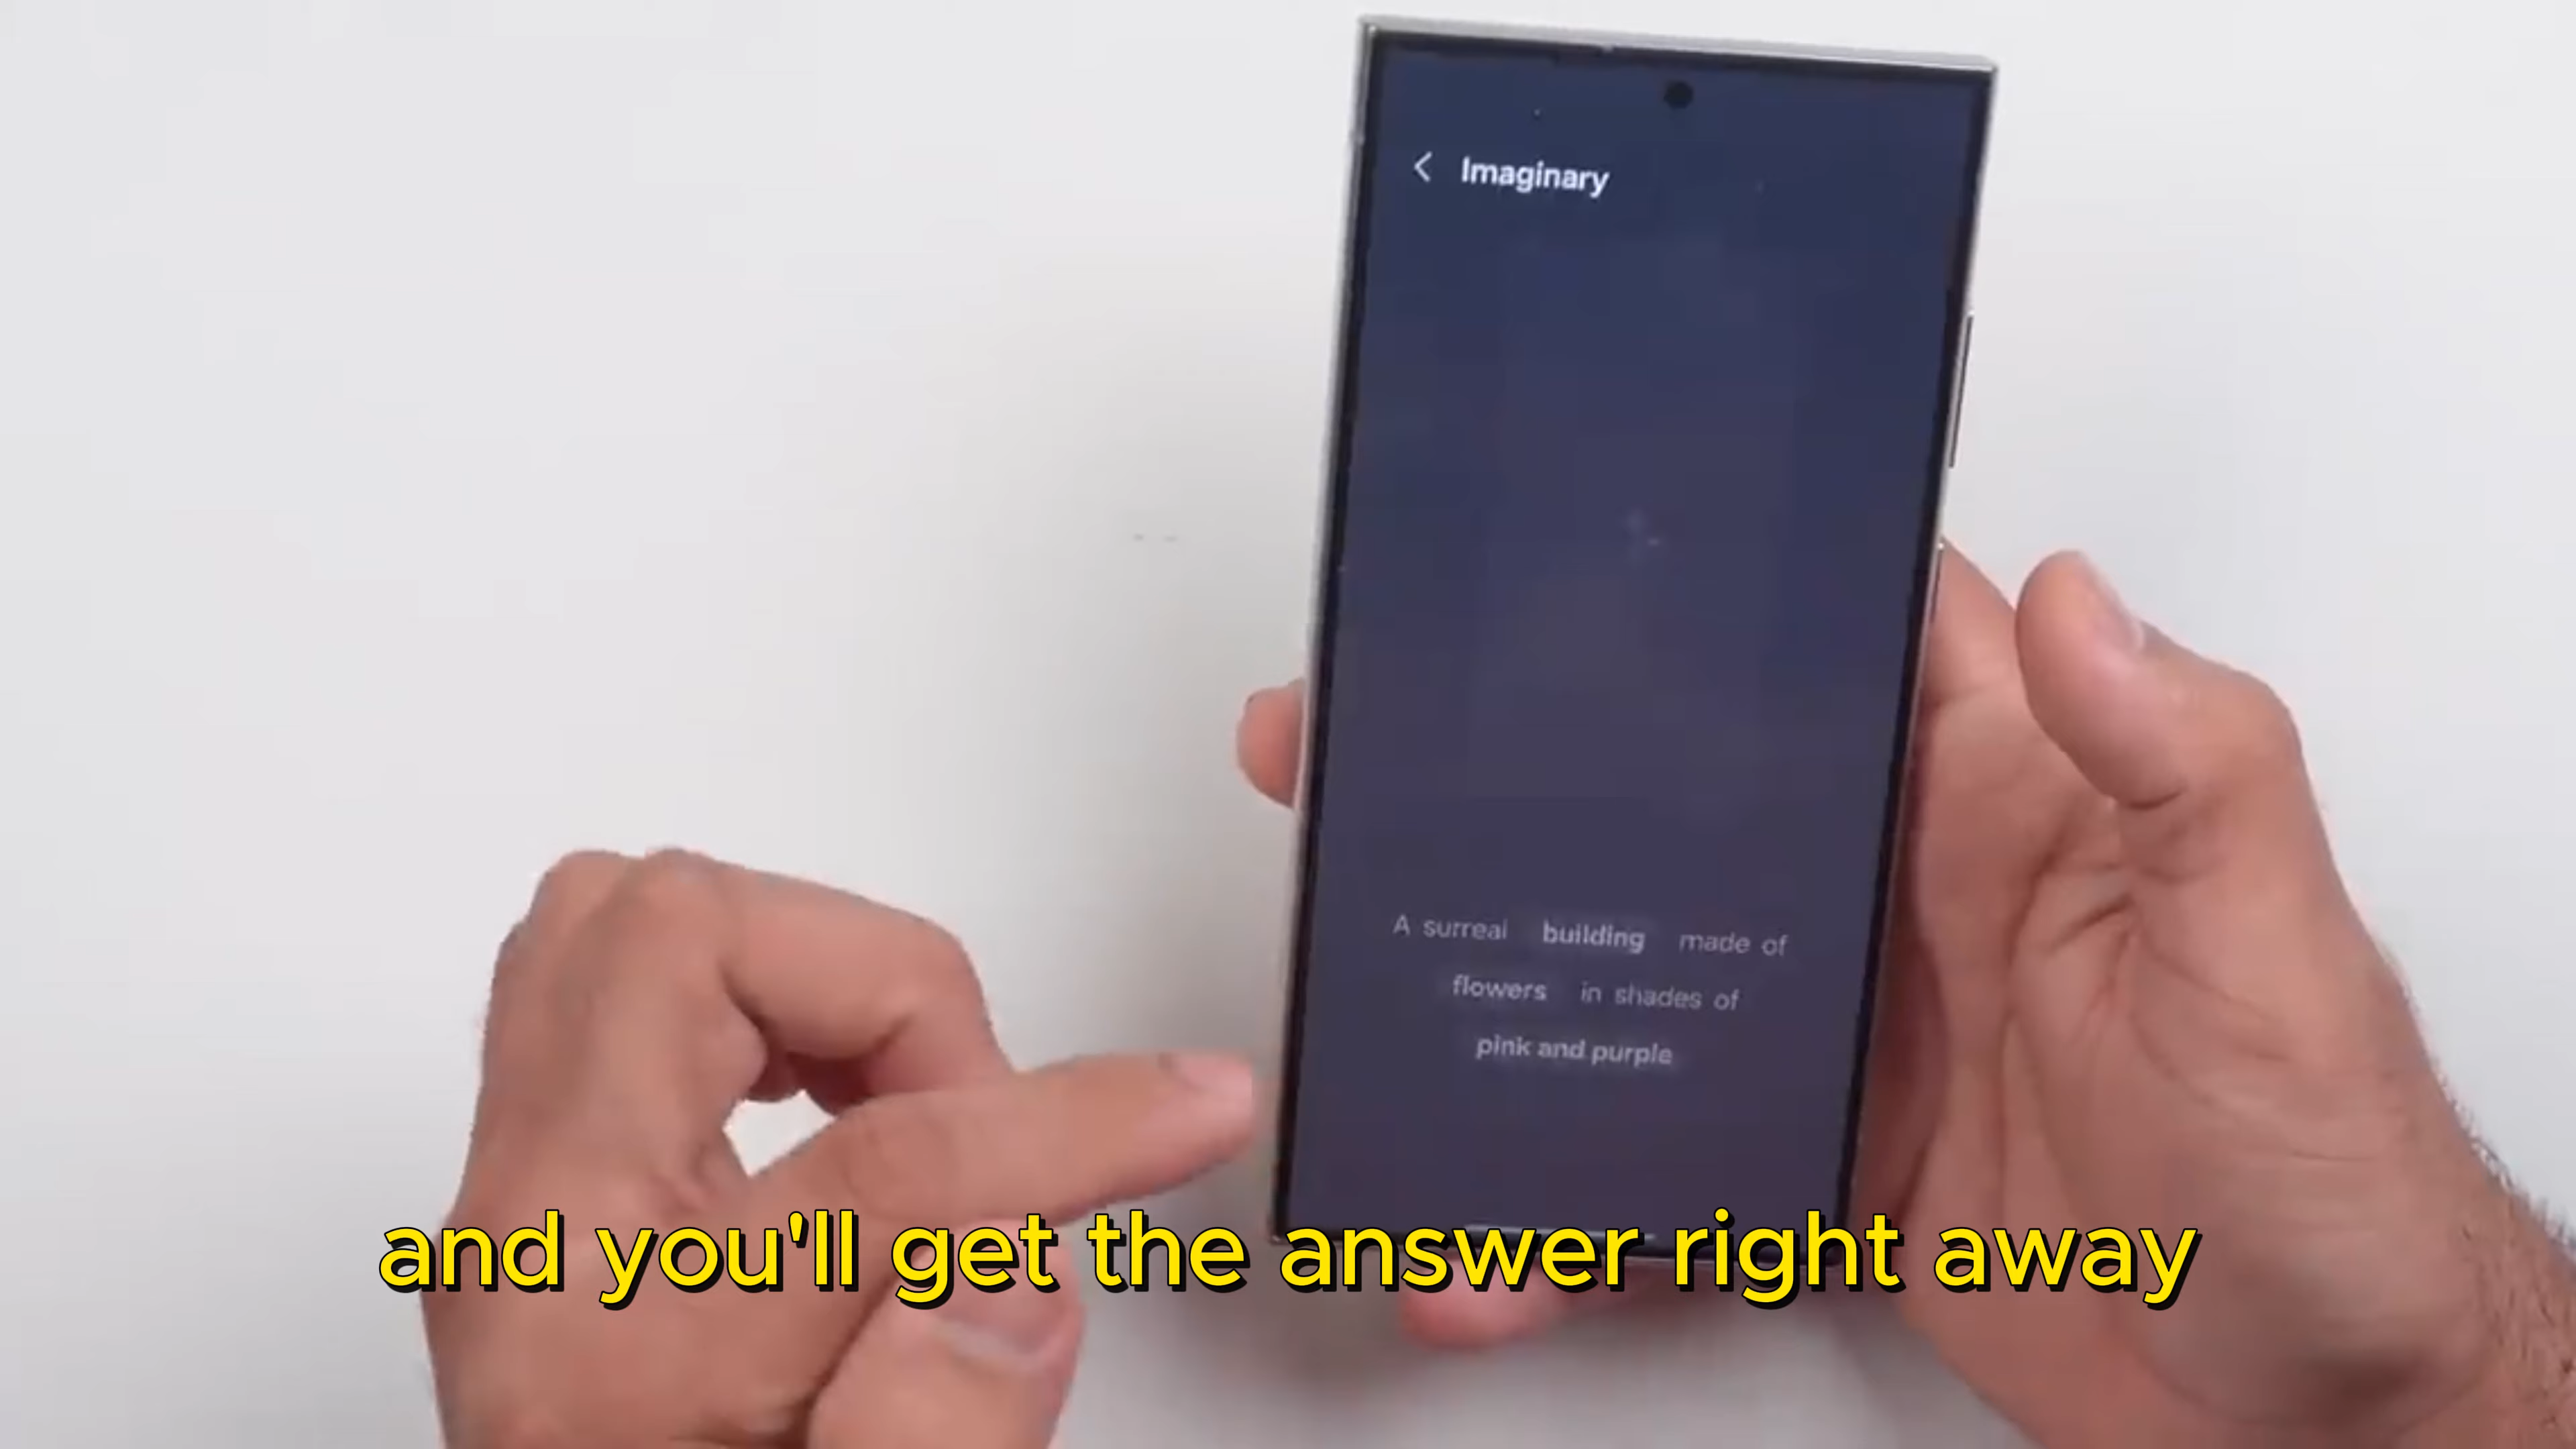 Imaginary
A surreal building made of
flowers in shades of
pink and purple
and you'll get the answer right away